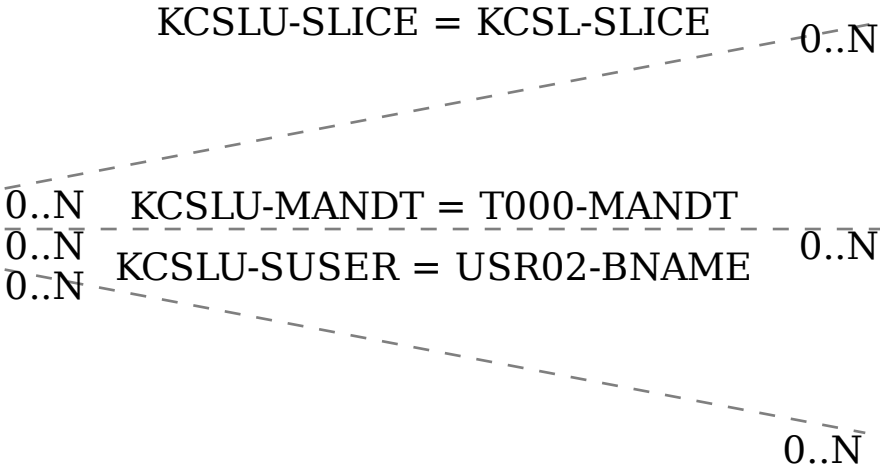 KCSLU-SLICE = KCSL-SLICE
0..N
0..N
KCSLU-MANDT = T000-MANDT
0..N
0..N
KCSLU-SUSER = USR02-BNAME
0..N
0..N